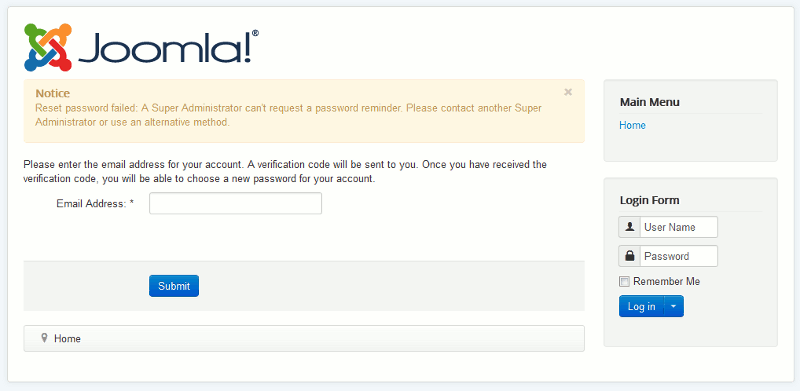 Joomla!®
Notice
Reset password failed: A Super Administrator can't request a password reminder. Please contact another Super
Administrator or use an alternative method.
×
Please enter the email address for your account. A verification code will be sent to you. Once you have received the
verification code, you will be able to choose a new password for your account.
Email Address: *
Submit
Home
Main Menu
Home
Login Form
User Name
Password
Remember Me
Log in